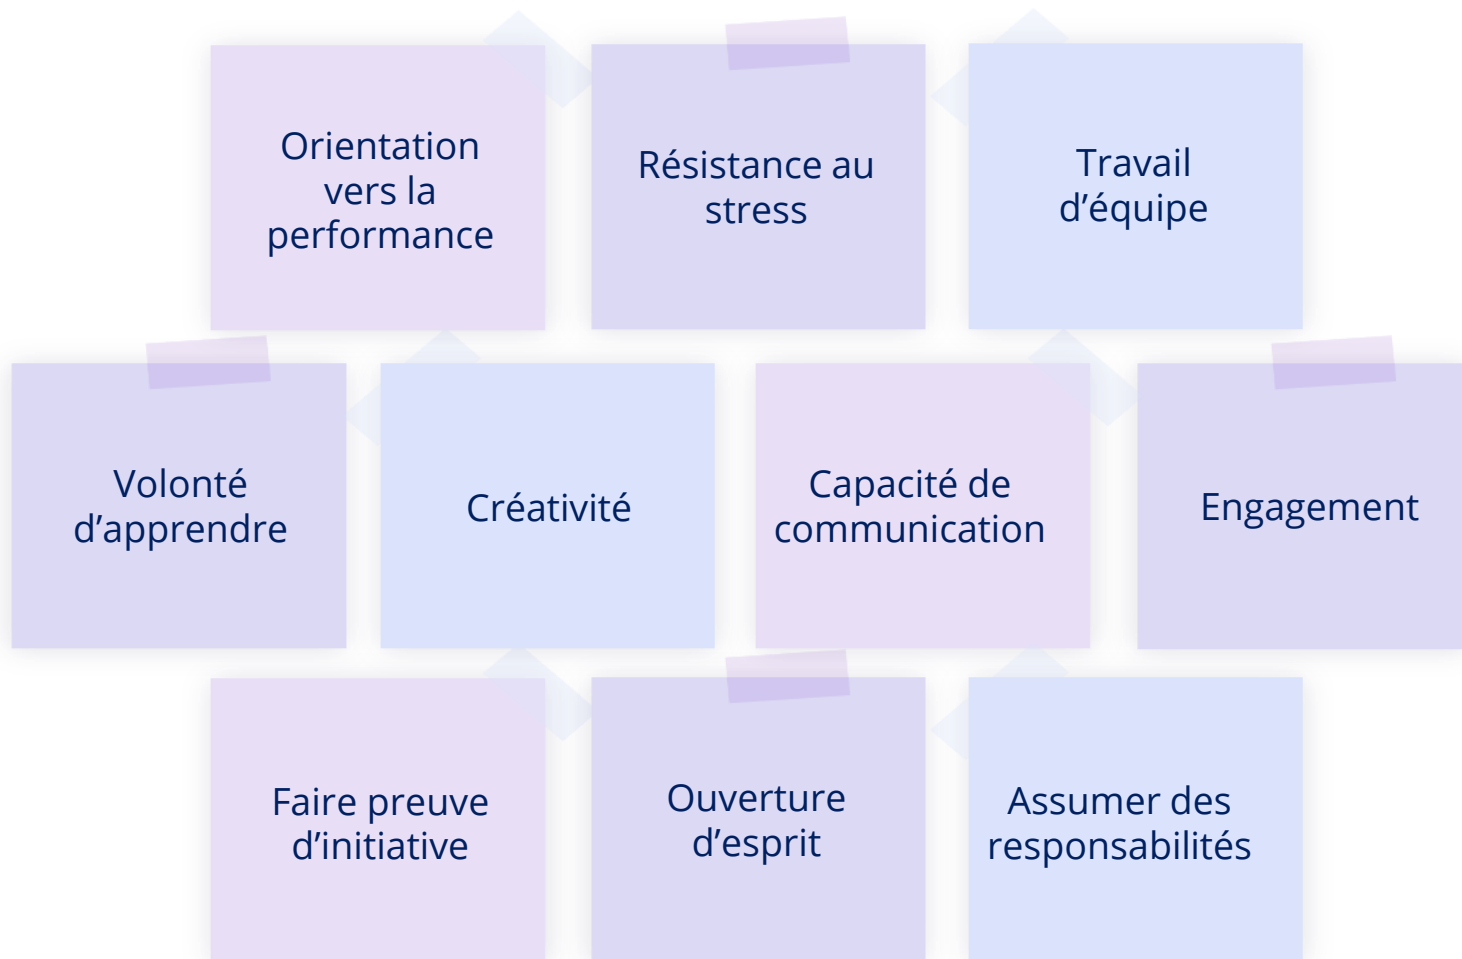 Orientation
vers la
performance
Résistance au
stress
Travail
d’équipe
Volonté
d’apprendre
Créativité
Capacité de
communication
Engagement
Faire preuve
d’initiative
Ouverture
d’esprit
Assumer des
responsabilités